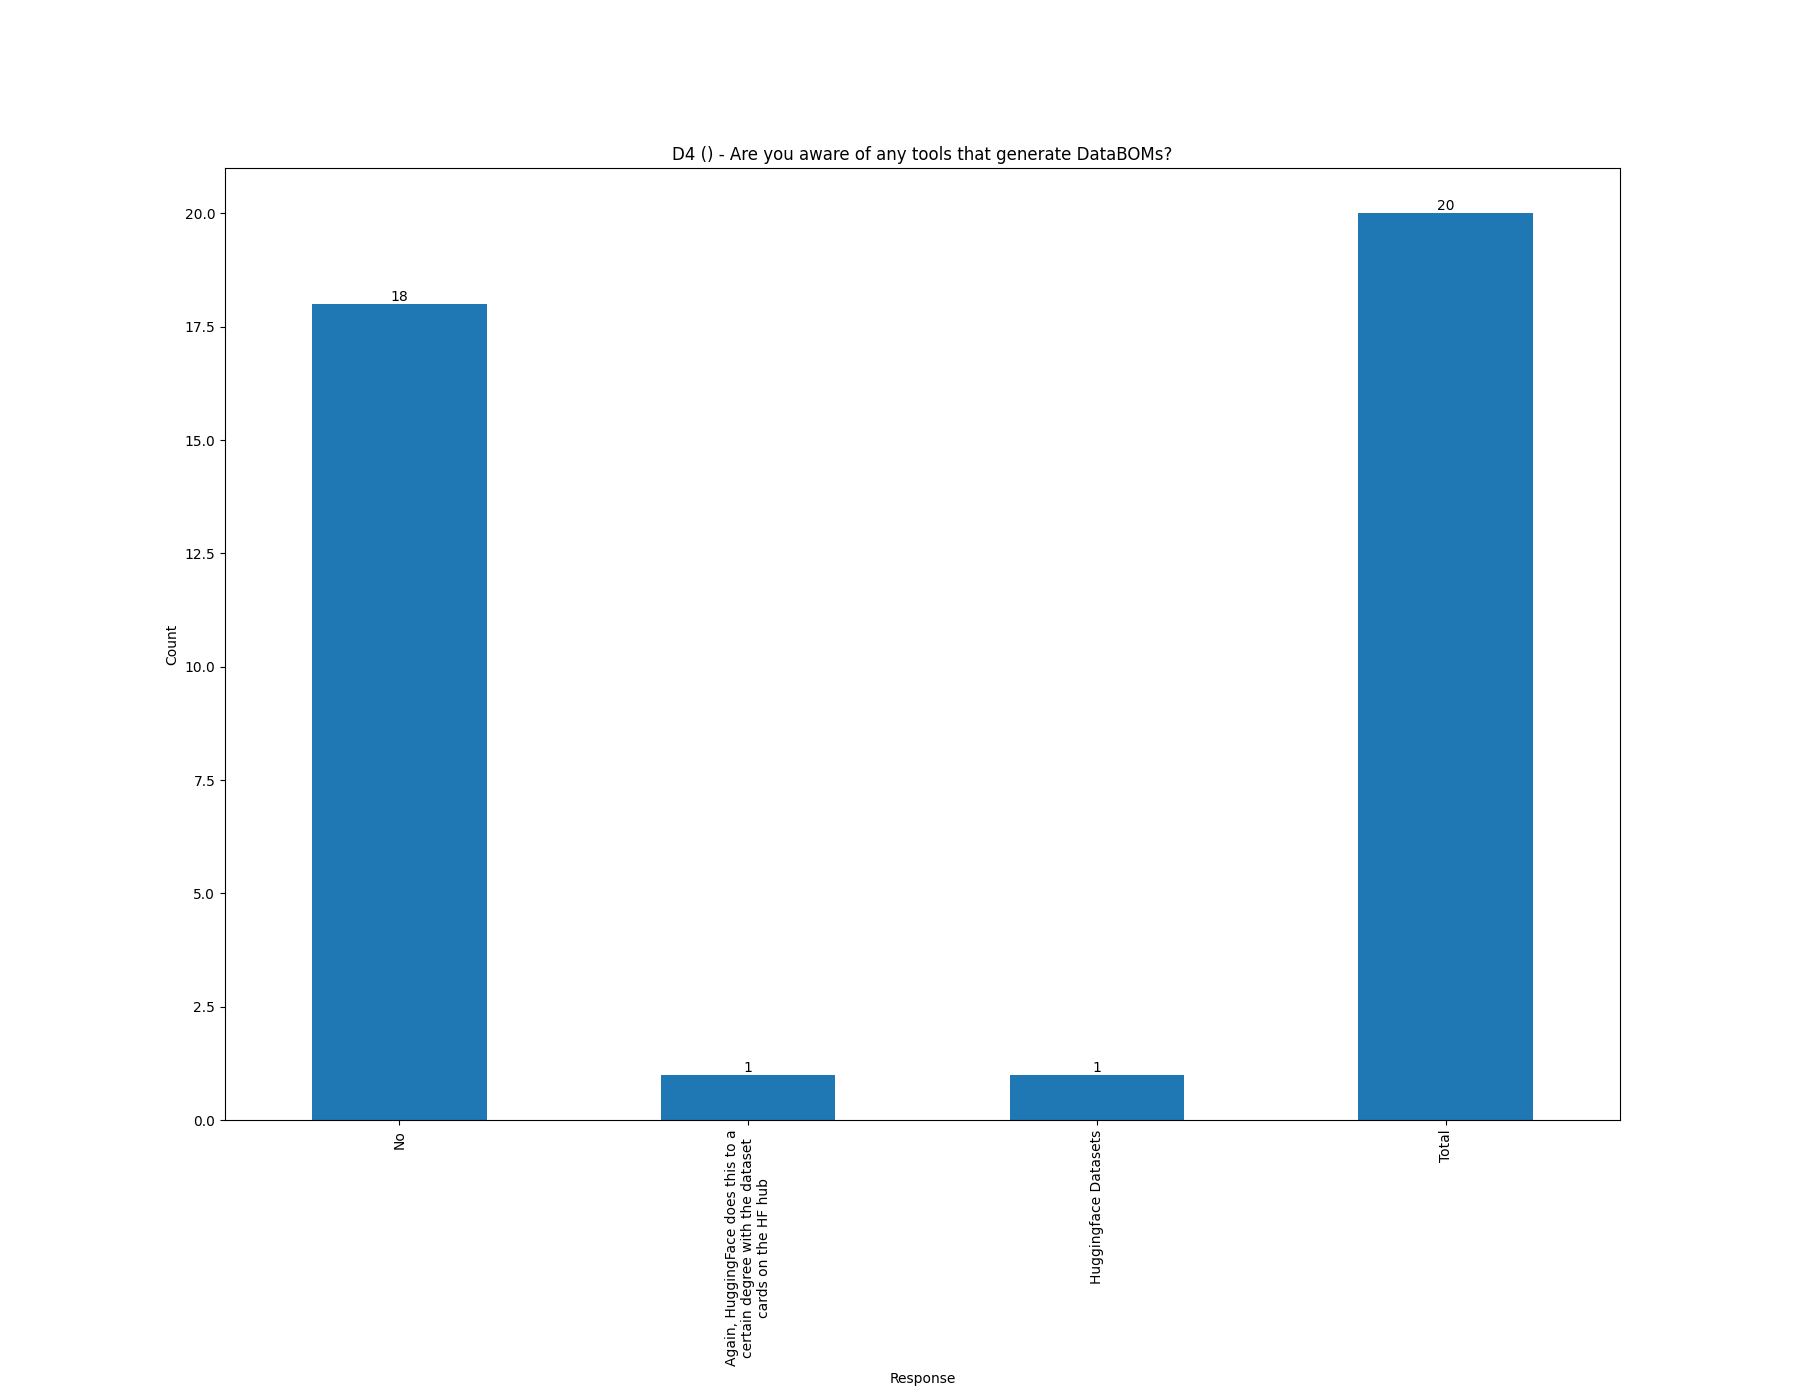 D4 () - Are you aware of any tools that generate DataBOMs?
20.0
17.5
15.0
12.5
10.0
7.5
5.0
2.5
0.0
Count
18
1
1
20
No
Again, HuggingFace does this to a
certain degree with the dataset
cards on the HF hub
Huggingface Datasets
Total
Response